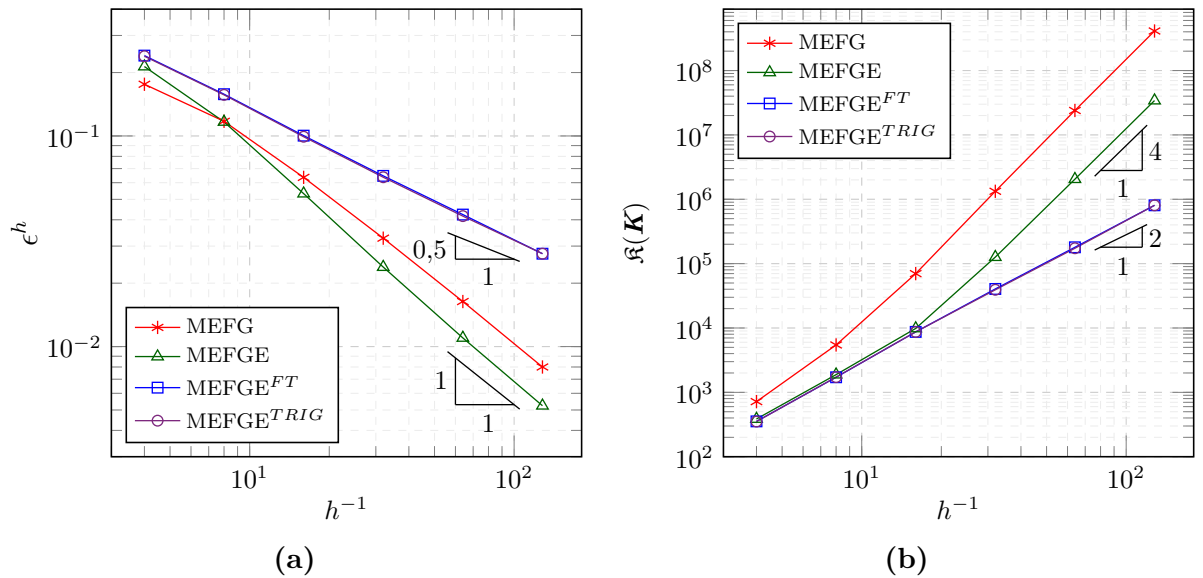 10^{-1}
10^{-2}
ϵ^h
0,5
1
1
1
MEFG
MEFGE
MEFGE^{FT}
MEFGE^{TRIG}
10^1
10^2
h^{-1}
(a)
MEFG
MEFGE
MEFGE^{FT}
MEFGE^{TRIG}
10^8
10^7
10^6
10^5
10^4
10^3
10^2
𝔎(K)
4
1
2
1
10^1
10^2
h^{-1}
(b)